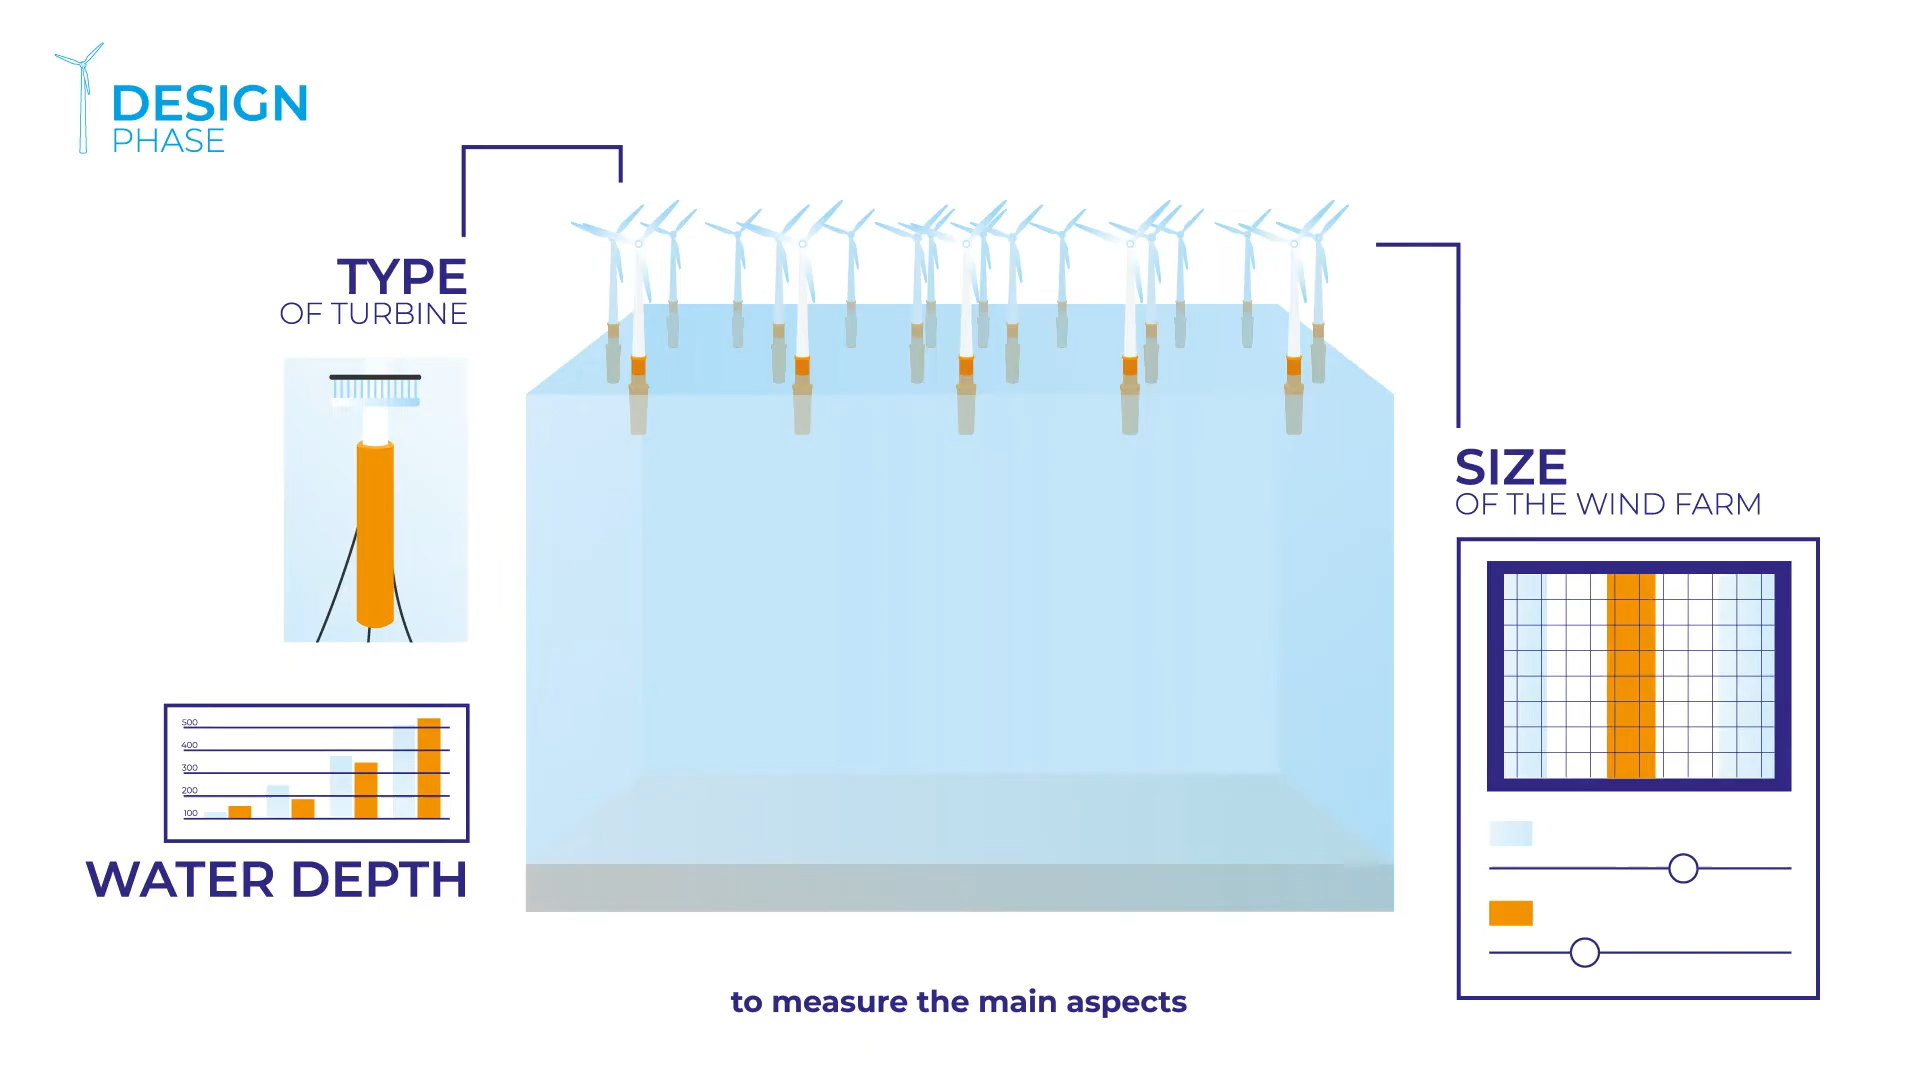 DESIGN
PHASE
TYPE
OF TURBINE
SIZE
OF THE WIND FARM
500
400
300
200
100
WATER DEPTH
to measure the main aspects